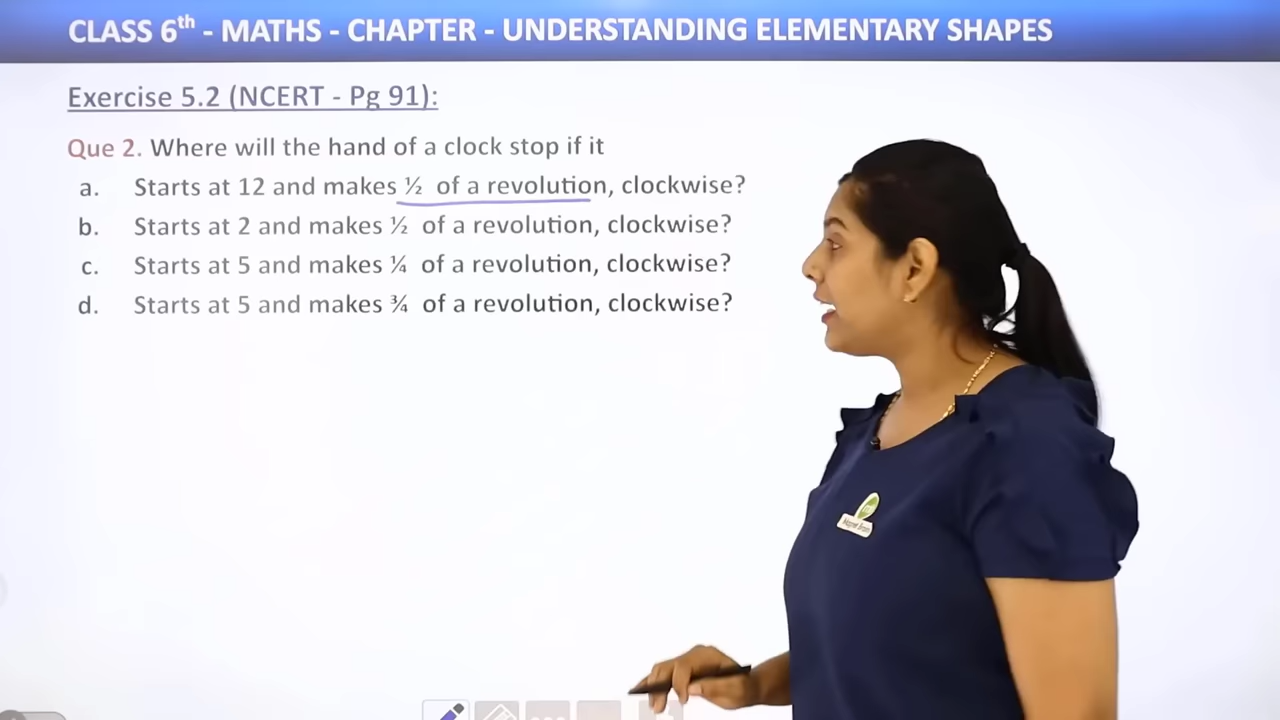 CLASS 6th - MATHS - CHAPTER - UNDERSTANDING ELEMENTARY SHAPES
Exercise 5.2 (NCERT - Pg 91):
Que 2. Where will the hand of a clock stop if it
a. Starts at 12 and makes ½ of a revolution, clockwise?
b. Starts at 2 and makes ½ of a revolution, clockwise?
c. Starts at 5 and makes ¼ of a revolution, clockwise?
d. Starts at 5 and makes ¾ of a revolution, clockwise?
Magnet Brains